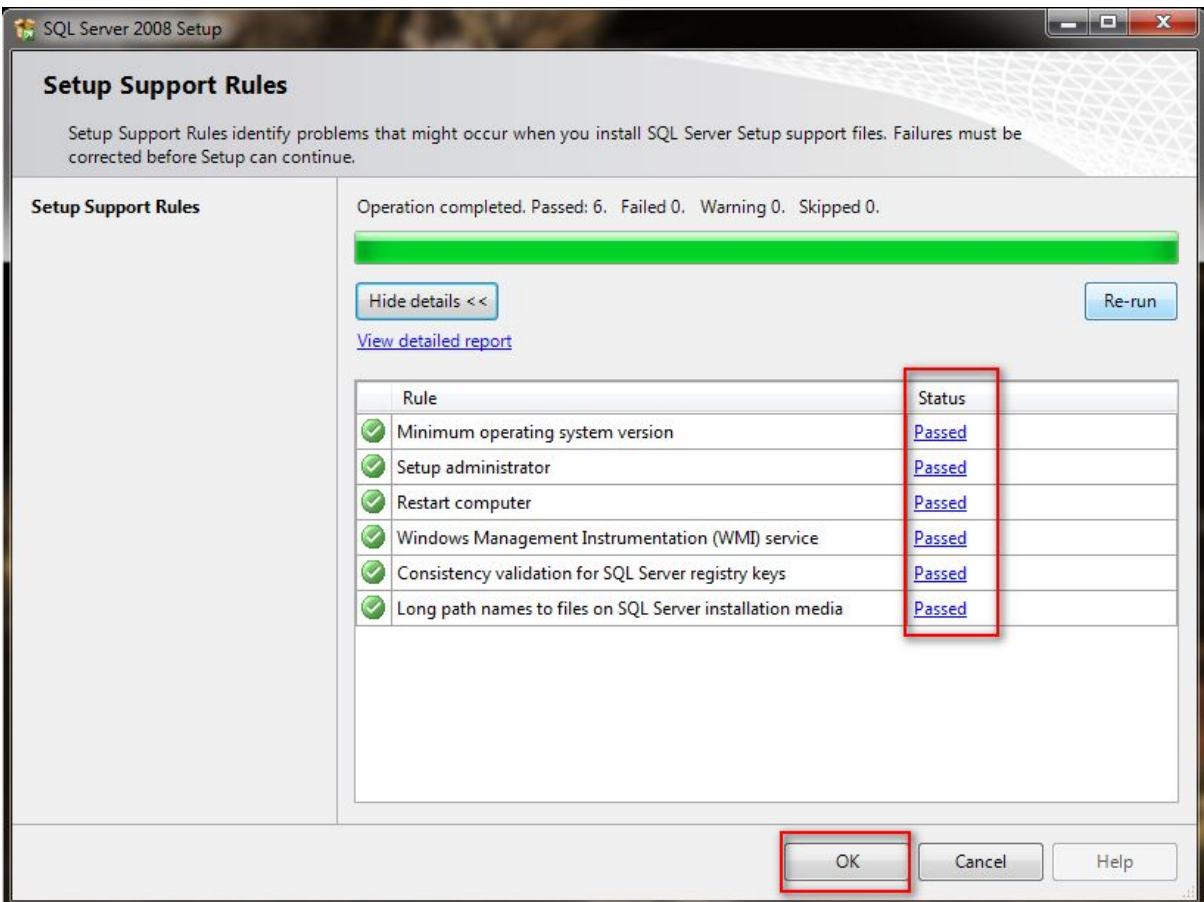 SQL Server 2008 Setup
Setup Support Rules
Setup Support Rules identify problems that might occur when you install SQL Server Setup support files. Failures must be
corrected before Setup can continue.
Setup Support Rules
Operation completed. Passed: 6.   Failed 0.   Warning 0.   Skipped 0.
Hide details <<
Re-run
View detailed report
Rule Status
Minimum operating system version Passed
Setup administrator Passed
Restart computer Passed
Windows Management Instrumentation (WMI) service Passed
Consistency validation for SQL Server registry keys Passed
Long path names to files on SQL Server installation media Passed
OK Cancel Help